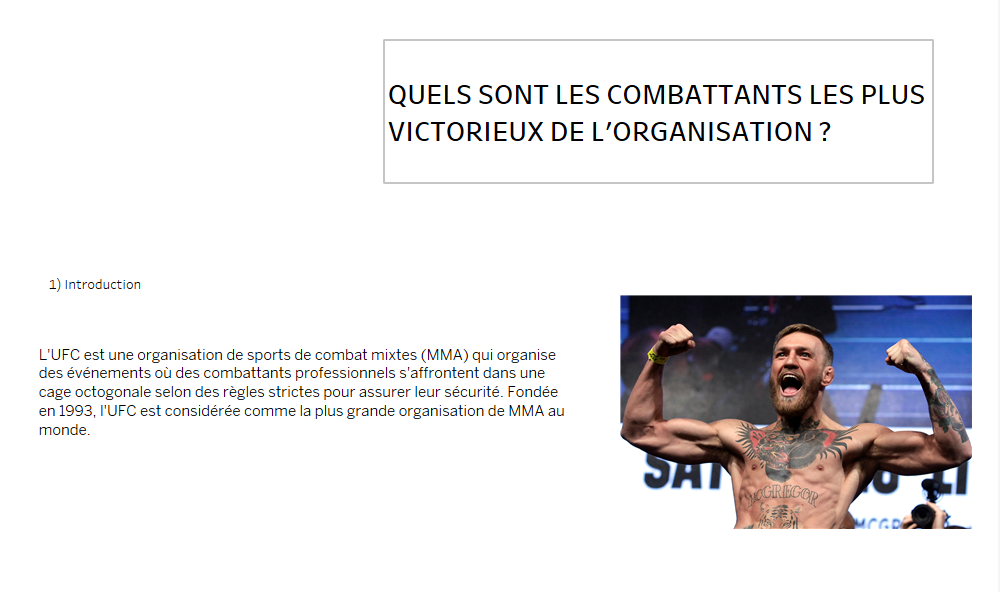 QUELS SONT LES COMBATTANTS LES PLUS
VICTORIEUX DE L’ORGANISATION ?
1) Introduction
L'UFC est une organisation de sports de combat mixtes (MMA) qui organise
des événements où des combattants professionnels s'affrontent dans une
cage octogonale selon des règles strictes pour assurer leur sécurité. Fondée
en 1993, l'UFC est considérée comme la plus grande organisation de MMA au
monde.
MCGREGOR